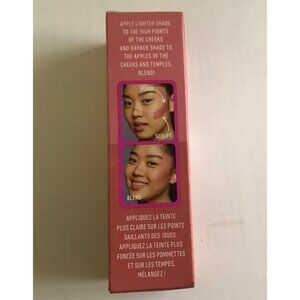 APPLY LIGHTER SHADE
TO THE HIGH POINTS
OF THE CHEEKS
AND DARKER SHADE TO
THE APPLES OF THE
CHEEKS AND TEMPLES.
BLEND!
FLUSH
SCULPT
BLEND
APPLIQUEZ LA TEINTE
PLUS CLAIRE SUR LES POINTS
SAILLANTS DES JOUES.
APPLIQUEZ LA TEINTE PLUS
FONCÉE SUR LES POMMETTES
ET SUR LES TEMPES.
MÉLANGEZ !